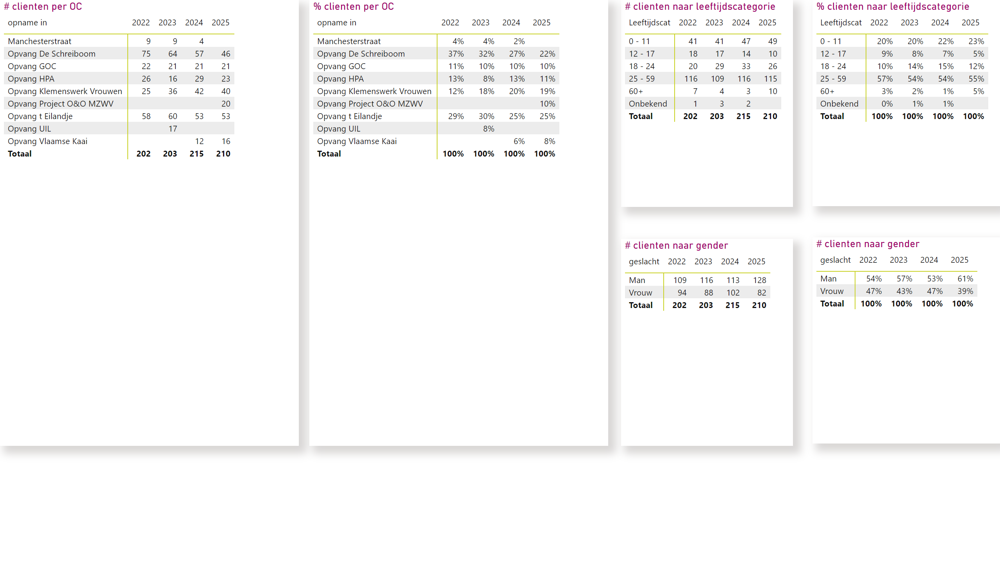 # clienten per OC
opname in 2022 2023 2024 2025
Manchesterstraat 9 9 4
Opvang De Schreiboom 75 64 57 46
Opvang GOC 22 21 21 21
Opvang HPA 26 16 29 23
Opvang Klemenswerk Vrouwen 25 36 42 40
Opvang Project O&O MZWV 20
Opvang t Eilandje 58 60 53 53
Opvang UIL 17
Opvang Vlaamse Kaai 12 16
Totaal 202 203 215 210
% clienten per OC
opname in 2022 2023 2024 2025
Manchesterstraat 4% 4% 2%
Opvang De Schreiboom 37% 32% 27% 22%
Opvang GOC 11% 10% 10% 10%
Opvang HPA 13% 8% 13% 11%
Opvang Klemenswerk Vrouwen 12% 18% 20% 19%
Opvang Project O&O MZWV 10%
Opvang t Eilandje 29% 30% 25% 25%
Opvang UIL 8%
Opvang Vlaamse Kaai 6% 8%
Totaal 100% 100% 100% 100%
# clienten naar leeftijdscategorie
Leeftijdscat 2022 2023 2024 2025
0 - 11 41 41 47 49
12 - 17 18 17 14 10
18 - 24 20 29 33 26
25 - 59 116 109 116 115
60+ 7 4 3 10
Onbekend 1 3 2
Totaal 202 203 215 210
% clienten naar leeftijdscategorie
Leeftijdscat 2022 2023 2024 2025
0 - 11 20% 20% 22% 23%
12 - 17 9% 8% 7% 5%
18 - 24 10% 14% 15% 12%
25 - 59 57% 54% 54% 55%
60+ 3% 2% 1% 5%
Onbekend 0% 1% 1%
Totaal 100% 100% 100% 100%
# clienten naar gender
geslacht 2022 2023 2024 2025
Man 109 116 113 128
Vrouw 94 88 102 82
Totaal 202 203 215 210
# clienten naar gender
geslacht 2022 2023 2024 2025
Man 54% 57% 53% 61%
Vrouw 47% 43% 47% 39%
Totaal 100% 100% 100% 100%